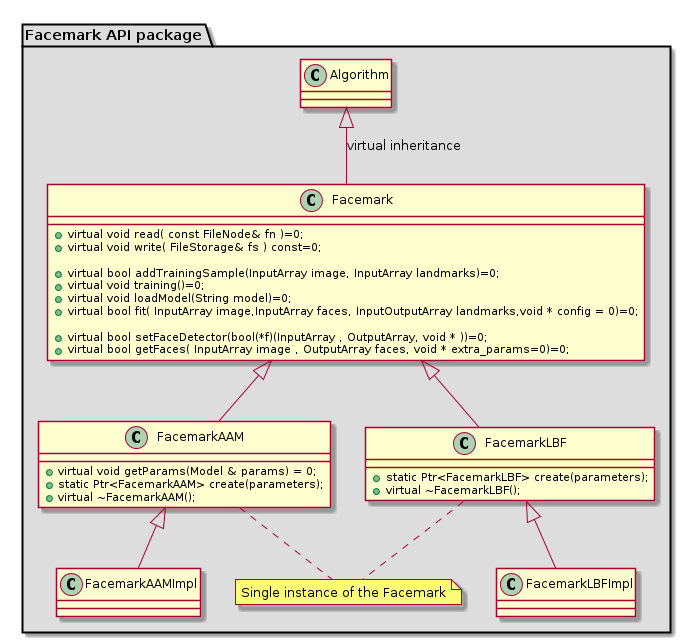 Facemark API package
C Algorithm
virtual inheritance
C Facemark
virtual void read( const FileNode& fn )=0;
virtual void write( FileStorage& fs ) const=0;
virtual bool addTrainingSample(InputArray image, InputArray landmarks)=0;
virtual void training()=0;
virtual void loadModel(String model)=0;
virtual bool fit( InputArray image,InputArray faces, InputOutputArray landmarks,void * config = 0)=0;
virtual bool setFaceDetector(bool(*f)(InputArray , OutputArray, void * ))=0;
virtual bool getFaces( InputArray image , OutputArray faces, void * extra_params=0)=0;
C FacemarkAAM
virtual void getParams(Model & params) = 0;
static Ptr<FacemarkAAM> create(parameters);
virtual ~FacemarkAAM();
C FacemarkLBF
static Ptr<FacemarkLBF> create(parameters);
virtual ~FacemarkLBF();
C FacemarkAAMImpl
Single instance of the Facemark
C FacemarkLBFImpl